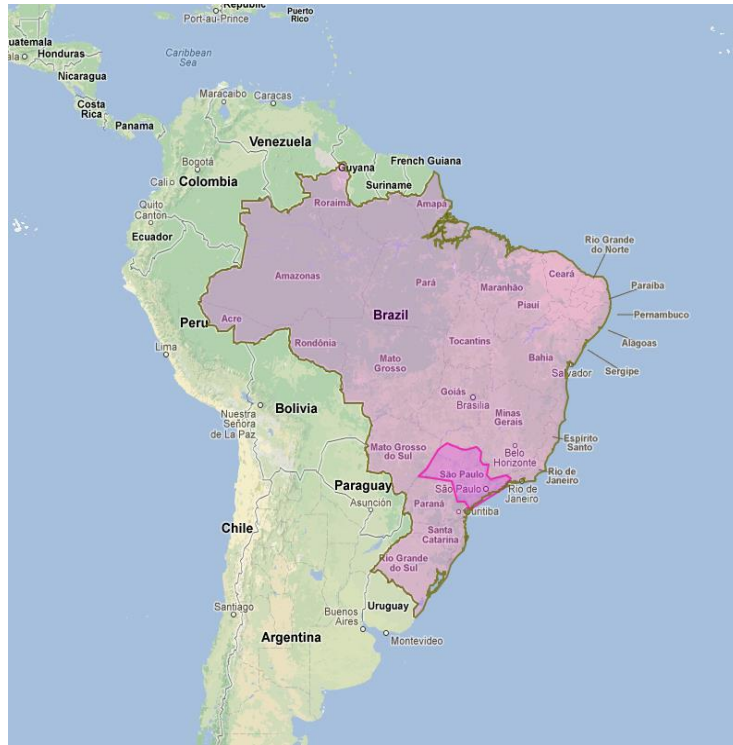 Republic
Port-au-Prince
Puerto
Rico
Caribbean
Sea
Honduras
Nicaragua
Costa
Rica
Panama
Maracaibo
Caracas
Venezuela
Bogotá
Cali
Colombia
Guyana
French Guiana
Suriname
Quito
Canton
Ecuador
Roraima
Amapa
Rio Grande
do Norte
Amazonas
Pará
Maranhão
Ceará
Paraíba
Piauí
Pernambuco
Peru
Acre
Brazil
Alagoas
Lima
Rondônia
Tocantins
Mato
Grosso
Bahia
Salvador
Sergipe
Goiás
Brasilia
Bolivia
Nuestra
Señora
de La Paz
Minas
Gerais
Mato Grosso
do Sul
Belo
Horizonte
Espirito
Santo
São Paulo
São Paulo
Rio de
Janeiro
Rio de
Janeiro
Paraguay
Asunción
Paraná
Curitiba
Santa
Catarina
Chile
Rio Grande
do Sul
Santiago
Buenos
Aires
Uruguay
Montevideo
Argentina